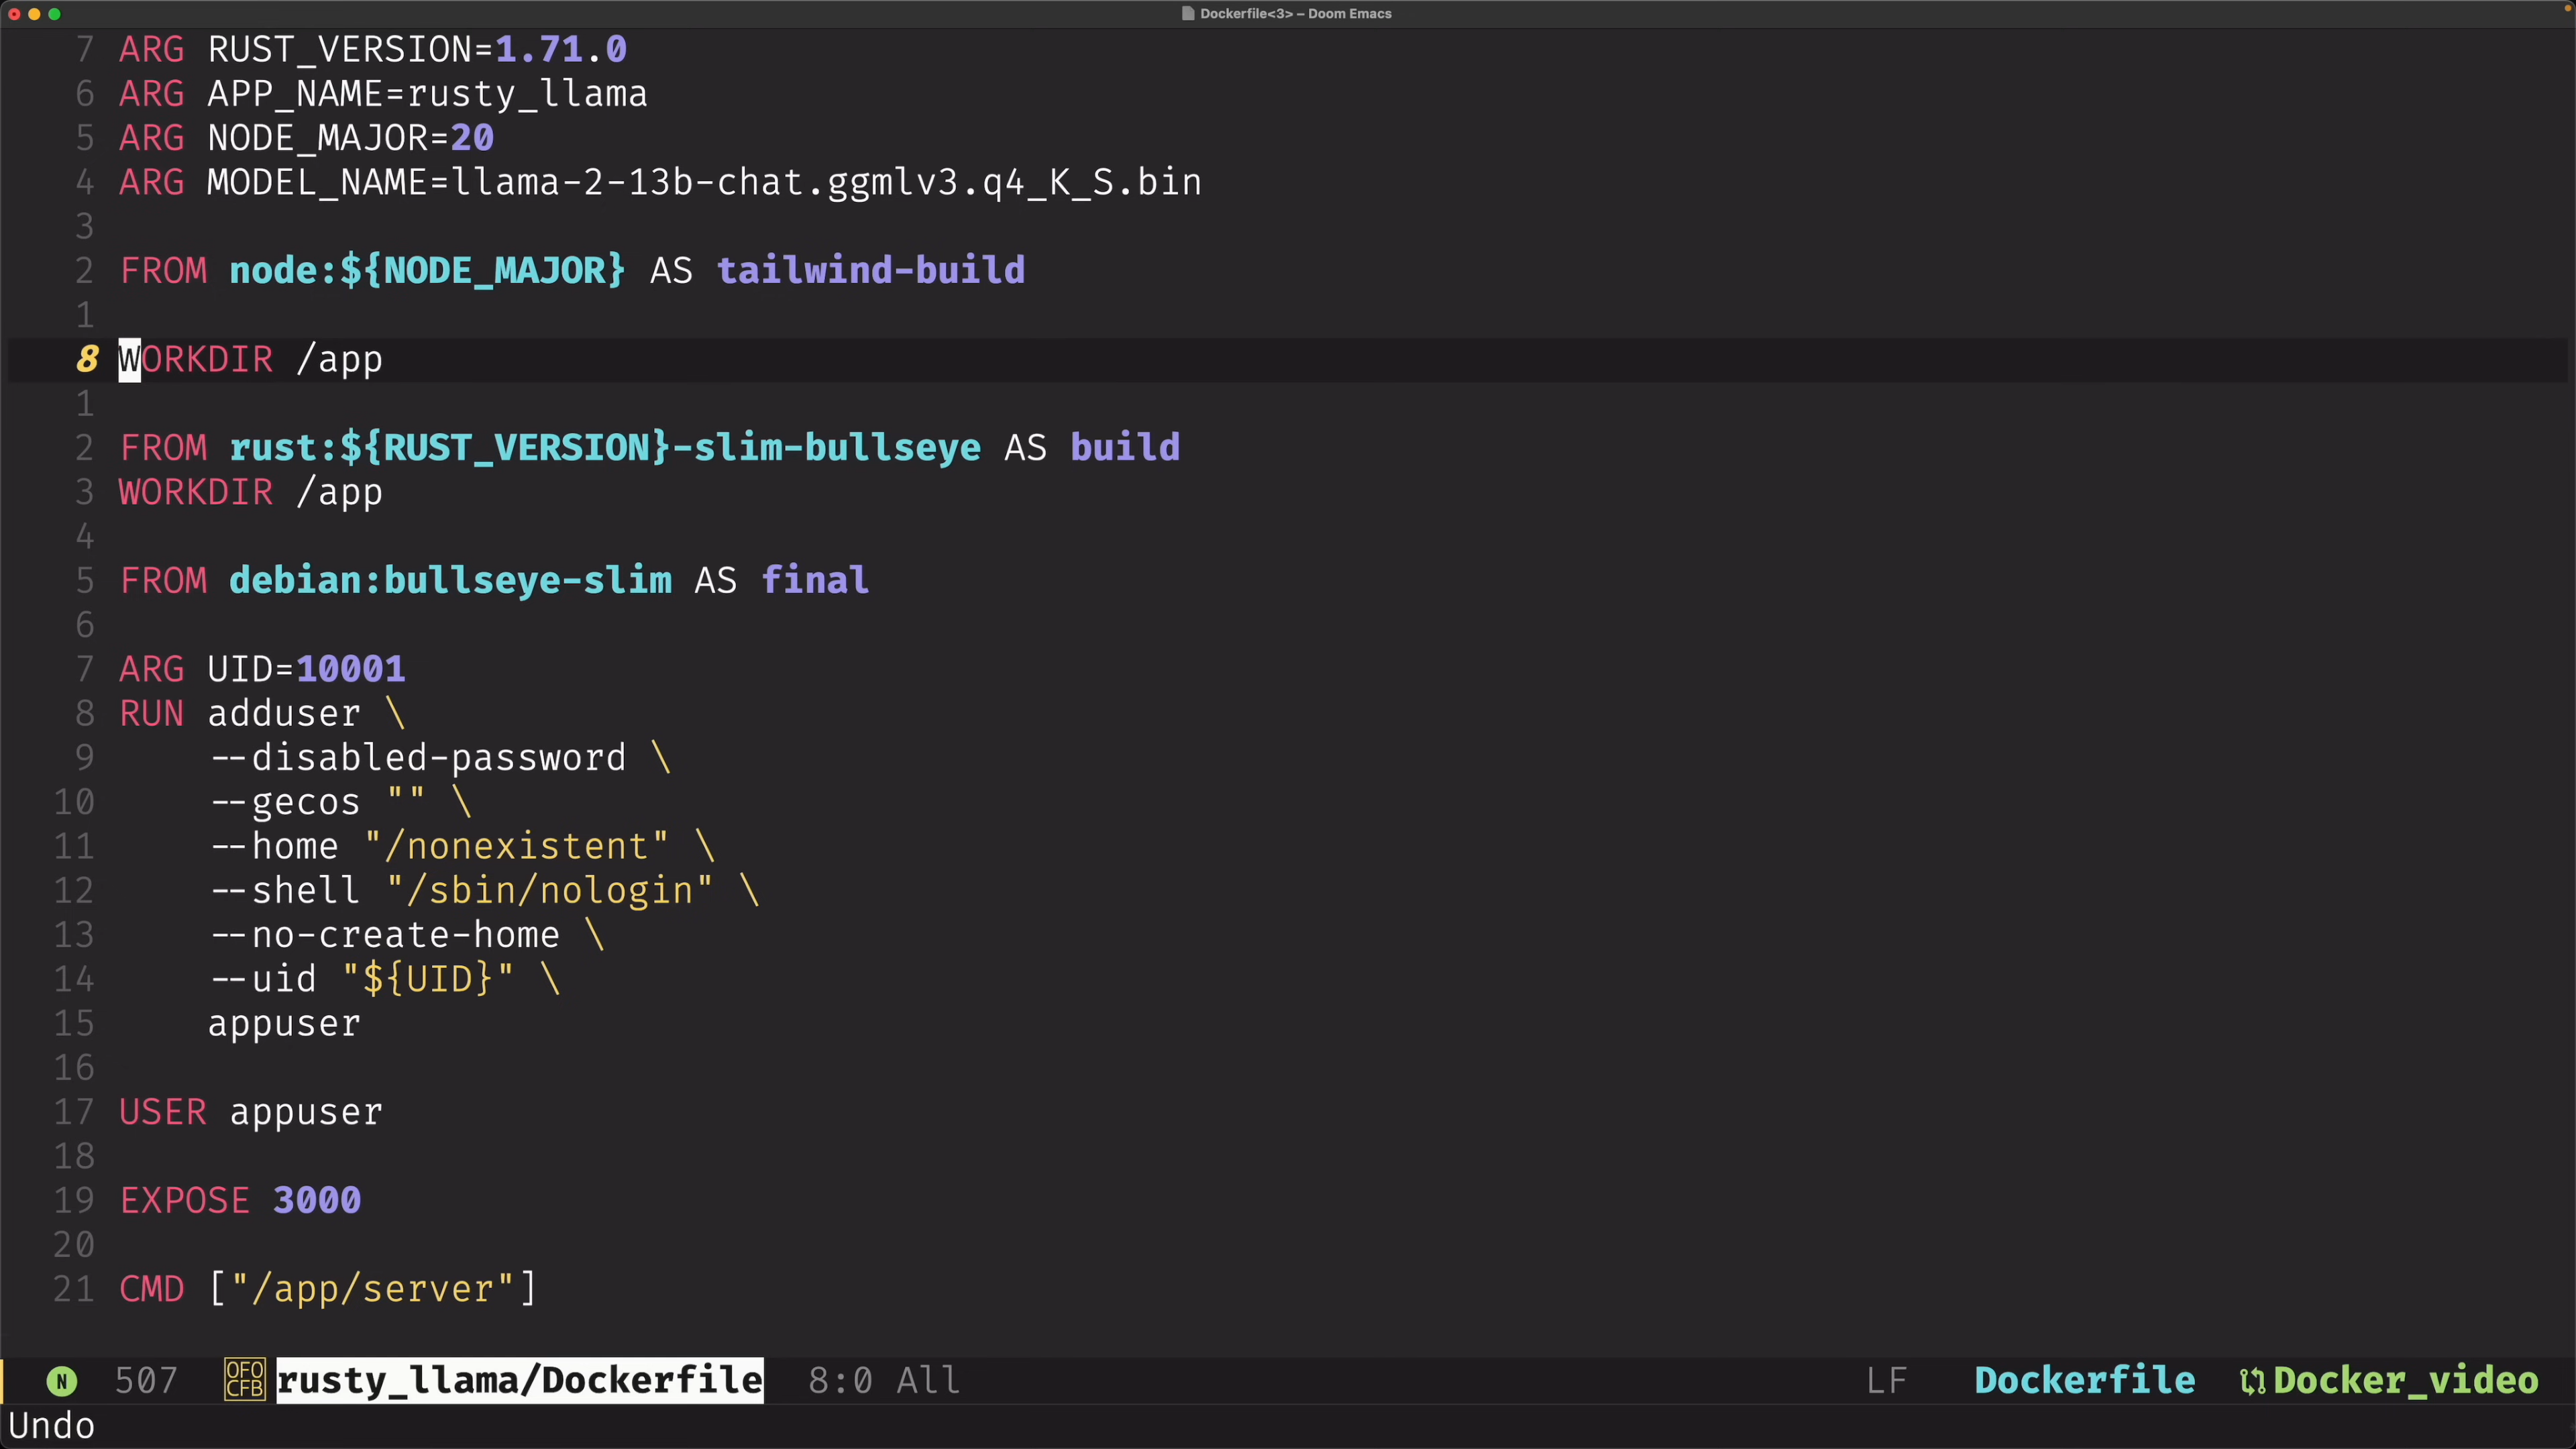 Dockerfile<3> – Doom Emacs
7 ARG RUST_VERSION=1.71.0
6 ARG APP_NAME=rusty_llama
5 ARG NODE_MAJOR=20
4 ARG MODEL_NAME=llama-2-13b-chat.ggmlv3.q4_K_S.bin
3
2 FROM node:${NODE_MAJOR} AS tailwind-build
1
8 WORKDIR /app
1
2 FROM rust:${RUST_VERSION}-slim-bullseye AS build
3 WORKDIR /app
4
5 FROM debian:bullseye-slim AS final
6
7 ARG UID=10001
8 RUN adduser \
9 --disabled-password \
10 --gecos "" \
11 --home "/nonexistent" \
12 --shell "/sbin/nologin" \
13 --no-create-home \
14 --uid "${UID}" \
15 appuser
16
17 USER appuser
18
19 EXPOSE 3000
20
21 CMD ["/app/server"]
N 507 0F0CFB rusty_llama/Dockerfile 8:0 All LF Dockerfile Docker_video
Undo